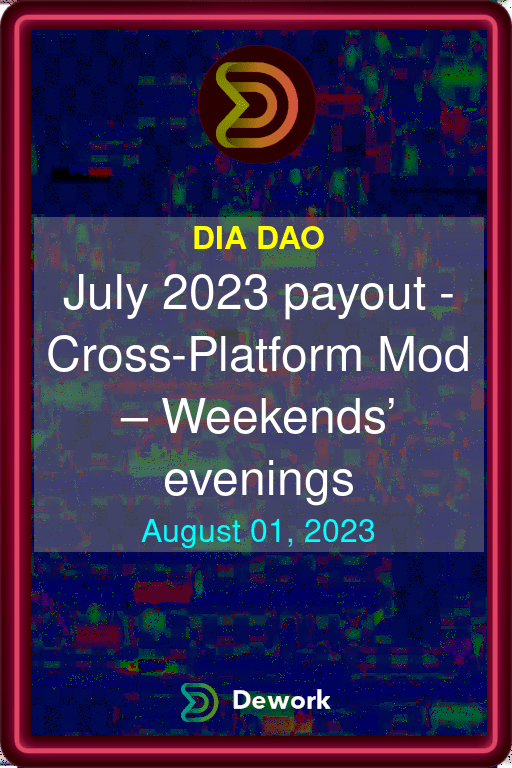 DIA DAO
July 2023 payout -
Cross-Platform Mod
– Weekends’
evenings
August 01, 2023
Dework